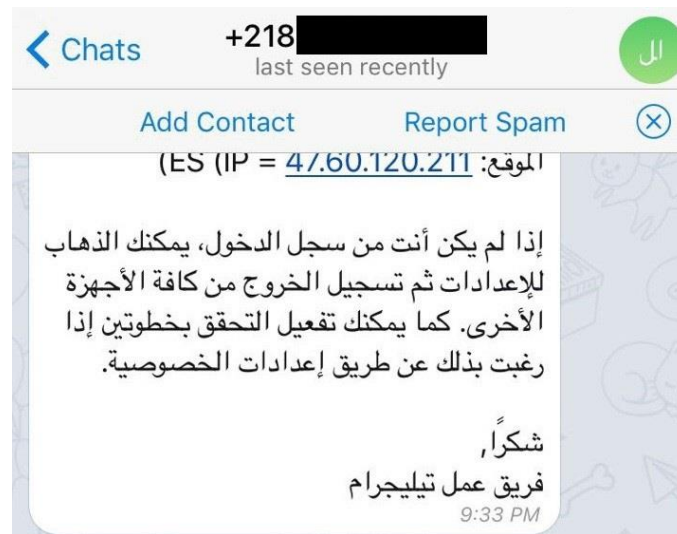 Chats
+218
last seen recently
ال
Add Contact
Report Spam
الموقع: 47.60.120.211 = ES (IP)
إذا لم يكن أنت من سجل الدخول، يمكنك الذهاب
للإعدادات ثم تسجيل الخروج من كافة الأجهزة
الأخرى. كما يمكنك تفعيل التحقق بخطوتين إذا
رغبت بذلك عن طريق إعدادات الخصوصية.
شكرًا,
فريق عمل تيليجرام
9:33 PM